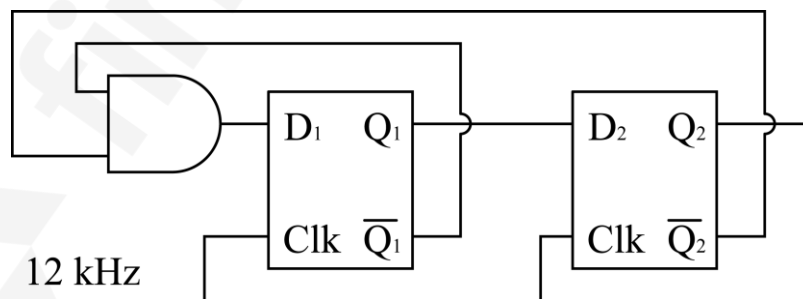 D₁ Q₁ D₂ Q₂
Clk Q̅₁ Clk Q̅₂
12 kHz